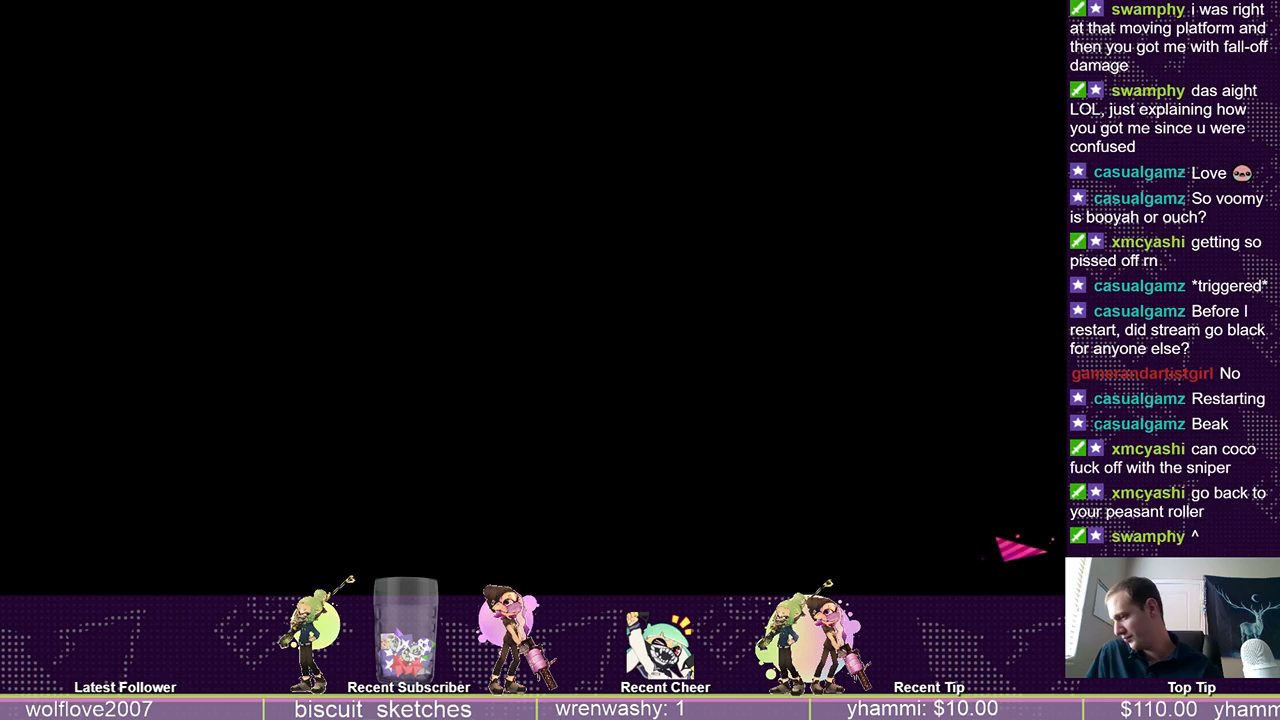 swamphy i was right
at that moving platform and
then you got me with fall-off
damage
swamphy das aight
LOL, just explaining how
you got me since u were
confused
casualgamz Love
casualgamz So voomy
is booyah or ouch?
xmcyashi getting so
pissed off rn
casualgamz *triggered*
casualgamz Before I
restart, did stream go black
for anyone else?
gamerandartistgirl No
casualgamz Restarting
casualgamz Beak
xmcyashi can coco
fuck off with the sniper
xmcyashi go back to
your peasant roller
swamphy ^
Latest Follower
Recent Subscriber
Recent Cheer
Recent Tip
Top Tip
wolflove2007
biscuit_sketches
wrenwashy: 1
yhammi: $10.00
$110.00 yhamm